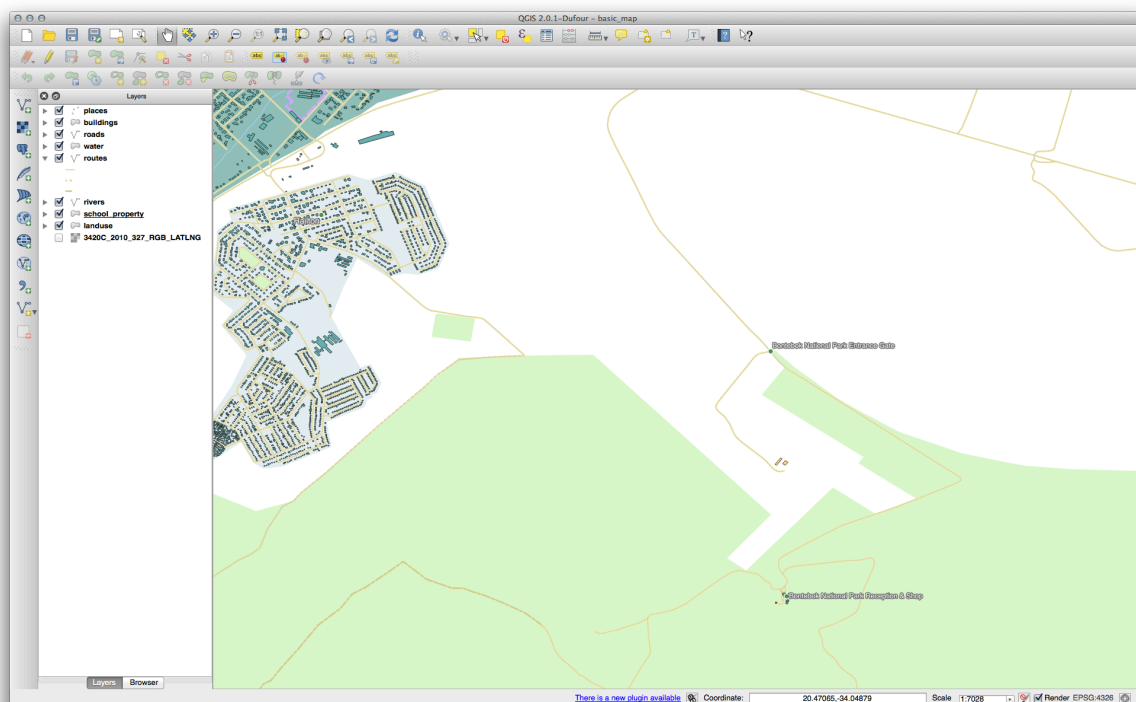 QGIS 2.0.1-Dufour - basic_map
Layers
places
buildings
roads
water
routes
rivers
school_property
landuse
3420C_2010_327_RGB_LATLNG
Bontebok National Park Entrance Gate
Bontebok National Park Reception & Shop
Layers
Browser
There is a new plugin available
Coordinate:
20.47065,-34.04879
Scale
1:7028
Render
EPSG:4326